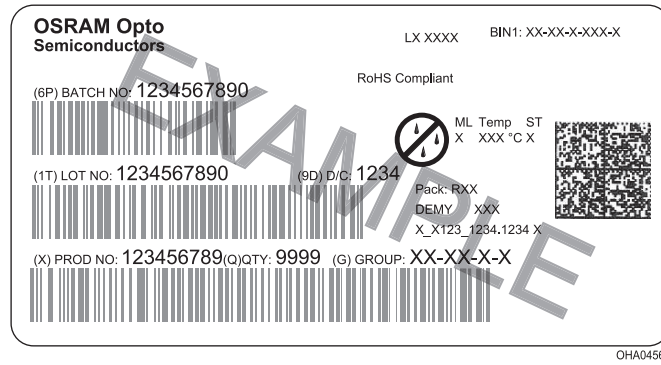 OSRAM Opto
Semiconductors
LX XXXX
BIN1: XX-XX-X-XXX-X
RoHS Compliant
(6P) BATCH NO: 1234567890
ML Temp ST
X XXX °C X
(1T) LOT NO: 1234567890
(9D) D/C: 1234
Pack: RXX
DEMY XXX
X_X123_1234.1234 X
(X) PROD NO: 123456789(Q)QTY: 9999 (G) GROUP: XX-XX-X-X
EXAMPLE
OHA0456